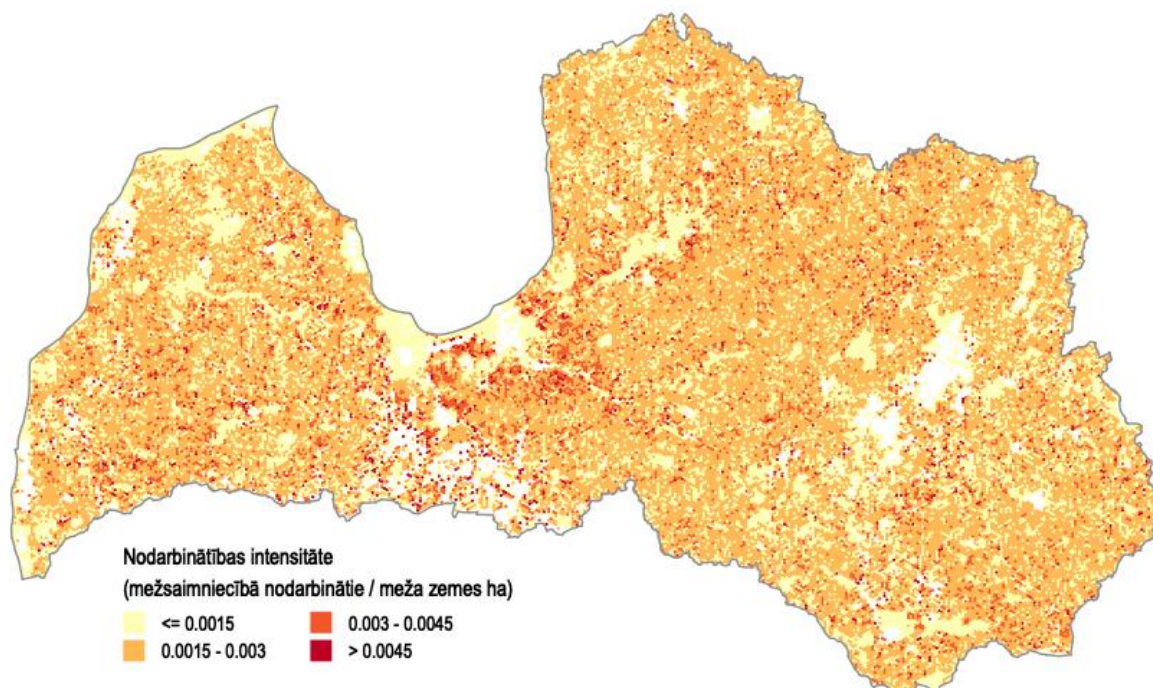 Nodarbinātības intensitāte
(mežsaimniecībā nodarbinātie / meža zemes ha)
<= 0.0015
0.003 - 0.0045
0.0015 - 0.003
> 0.0045